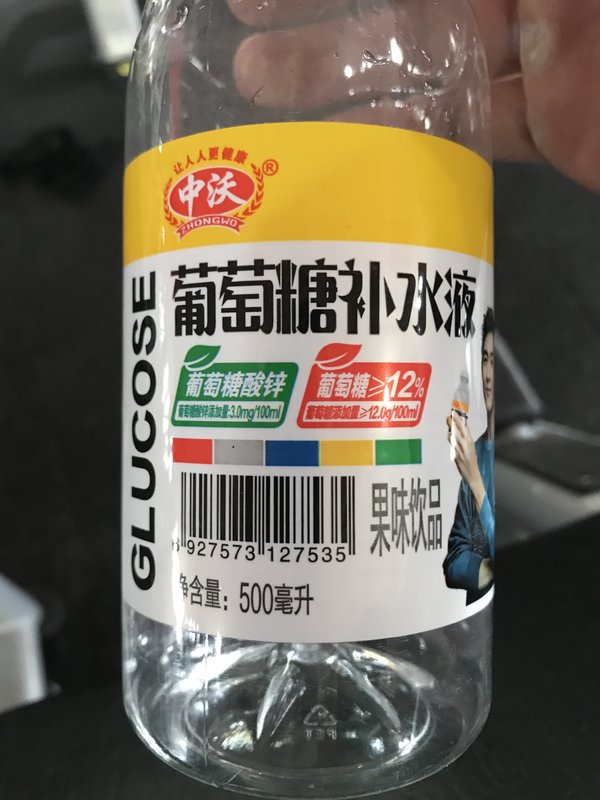 让人人更健康
中沃
®
ZHONGWO
GLUCOSE
葡萄糖补水液
葡萄糖酸锌
葡萄糖酸锌添加量:3.0mg/100ml
葡萄糖≥12%
葡萄糖添加量≥12.0g/100ml
6 927573 127535
果味饮品
净含量: 500毫升